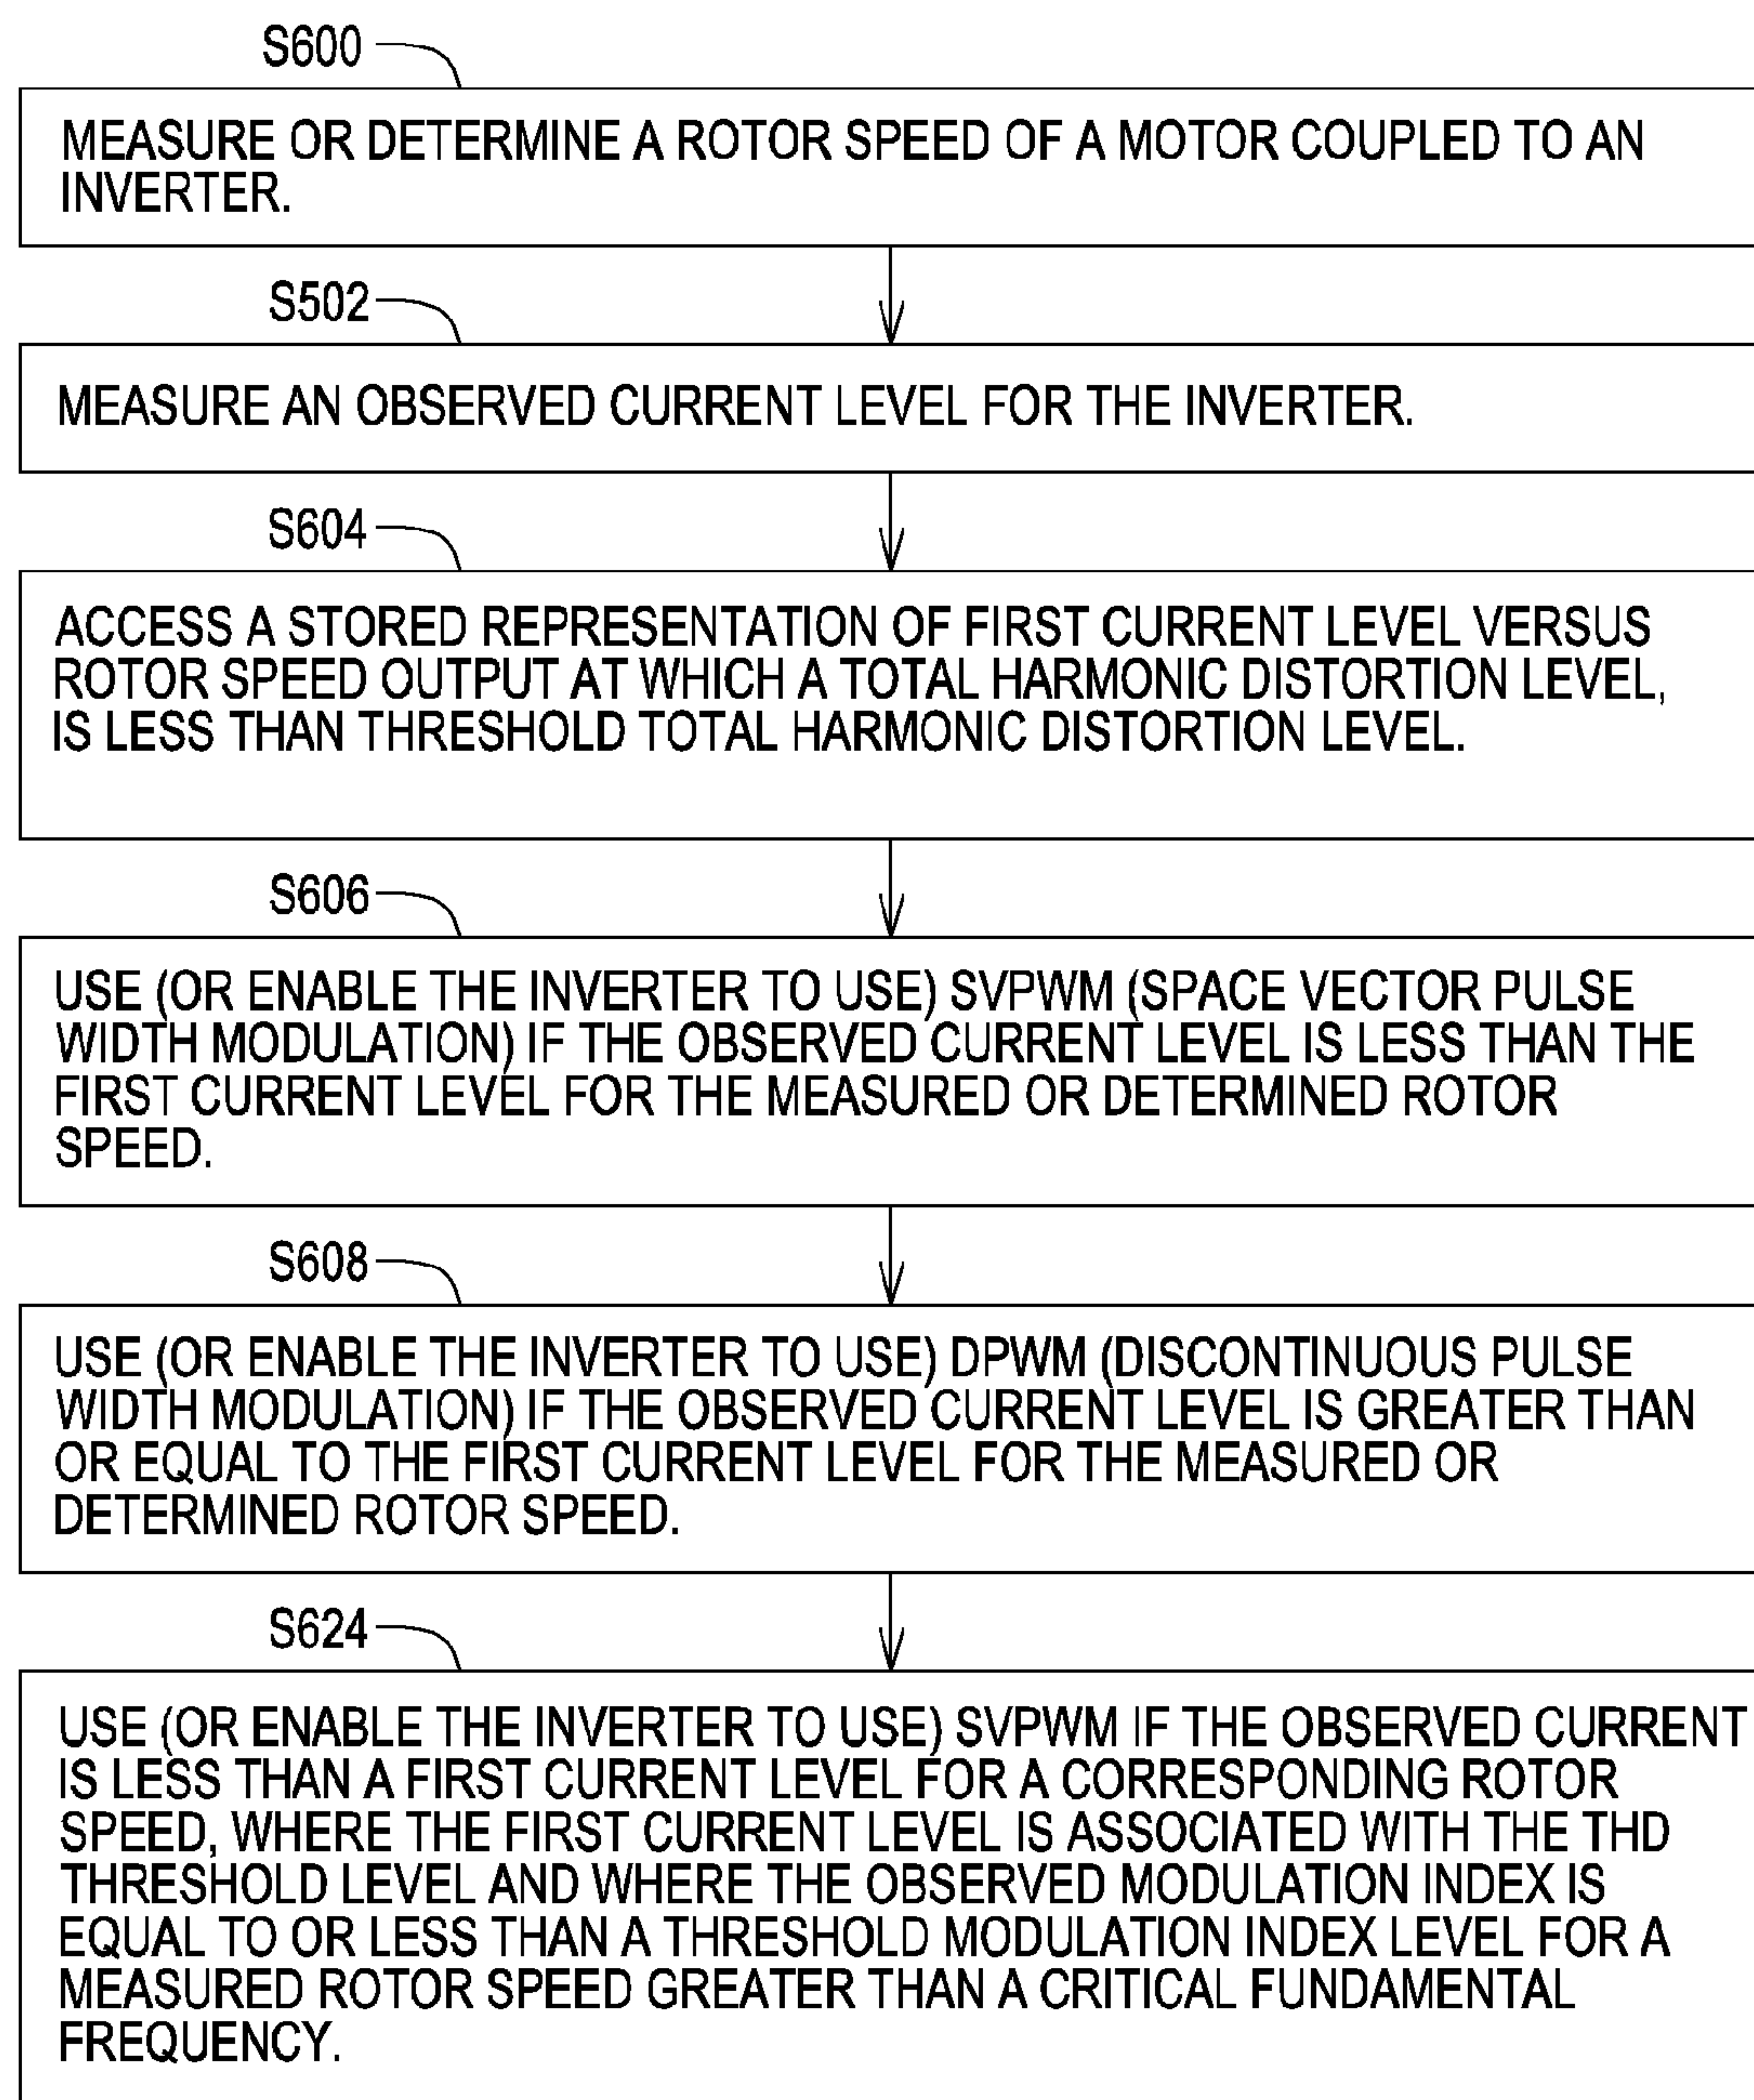 S600
MEASURE OR DETERMINE A ROTOR SPEED OF A MOTOR COUPLED TO AN
INVERTER.
S502
MEASURE AN OBSERVED CURRENT LEVEL FOR THE INVERTER.
S604
ACCESS A STORED REPRESENTATION OF FIRST CURRENT LEVEL VERSUS
ROTOR SPEED OUTPUT AT WHICH A TOTAL HARMONIC DISTORTION LEVEL,
IS LESS THAN THRESHOLD TOTAL HARMONIC DISTORTION LEVEL.
S606
USE (OR ENABLE THE INVERTER TO USE) SVPWM (SPACE VECTOR PULSE
WIDTH MODULATION) IF THE OBSERVED CURRENT LEVEL IS LESS THAN THE
FIRST CURRENT LEVEL FOR THE MEASURED OR DETERMINED ROTOR
SPEED.
S608
USE (OR ENABLE THE INVERTER TO USE) DPWM (DISCONTINUOUS PULSE
WIDTH MODULATION) IF THE OBSERVED CURRENT LEVEL IS GREATER THAN
OR EQUAL TO THE FIRST CURRENT LEVEL FOR THE MEASURED OR
DETERMINED ROTOR SPEED.
S624
USE (OR ENABLE THE INVERTER TO USE) SVPWM IF THE OBSERVED CURRENT
IS LESS THAN A FIRST CURRENT LEVEL FOR A CORRESPONDING ROTOR
SPEED, WHERE THE FIRST CURRENT LEVEL IS ASSOCIATED WITH THE THD
THRESHOLD LEVEL AND WHERE THE OBSERVED MODULATION INDEX IS
EQUAL TO OR LESS THAN A THRESHOLD MODULATION INDEX LEVEL FOR A
MEASURED ROTOR SPEED GREATER THAN A CRITICAL FUNDAMENTAL
FREQUENCY.